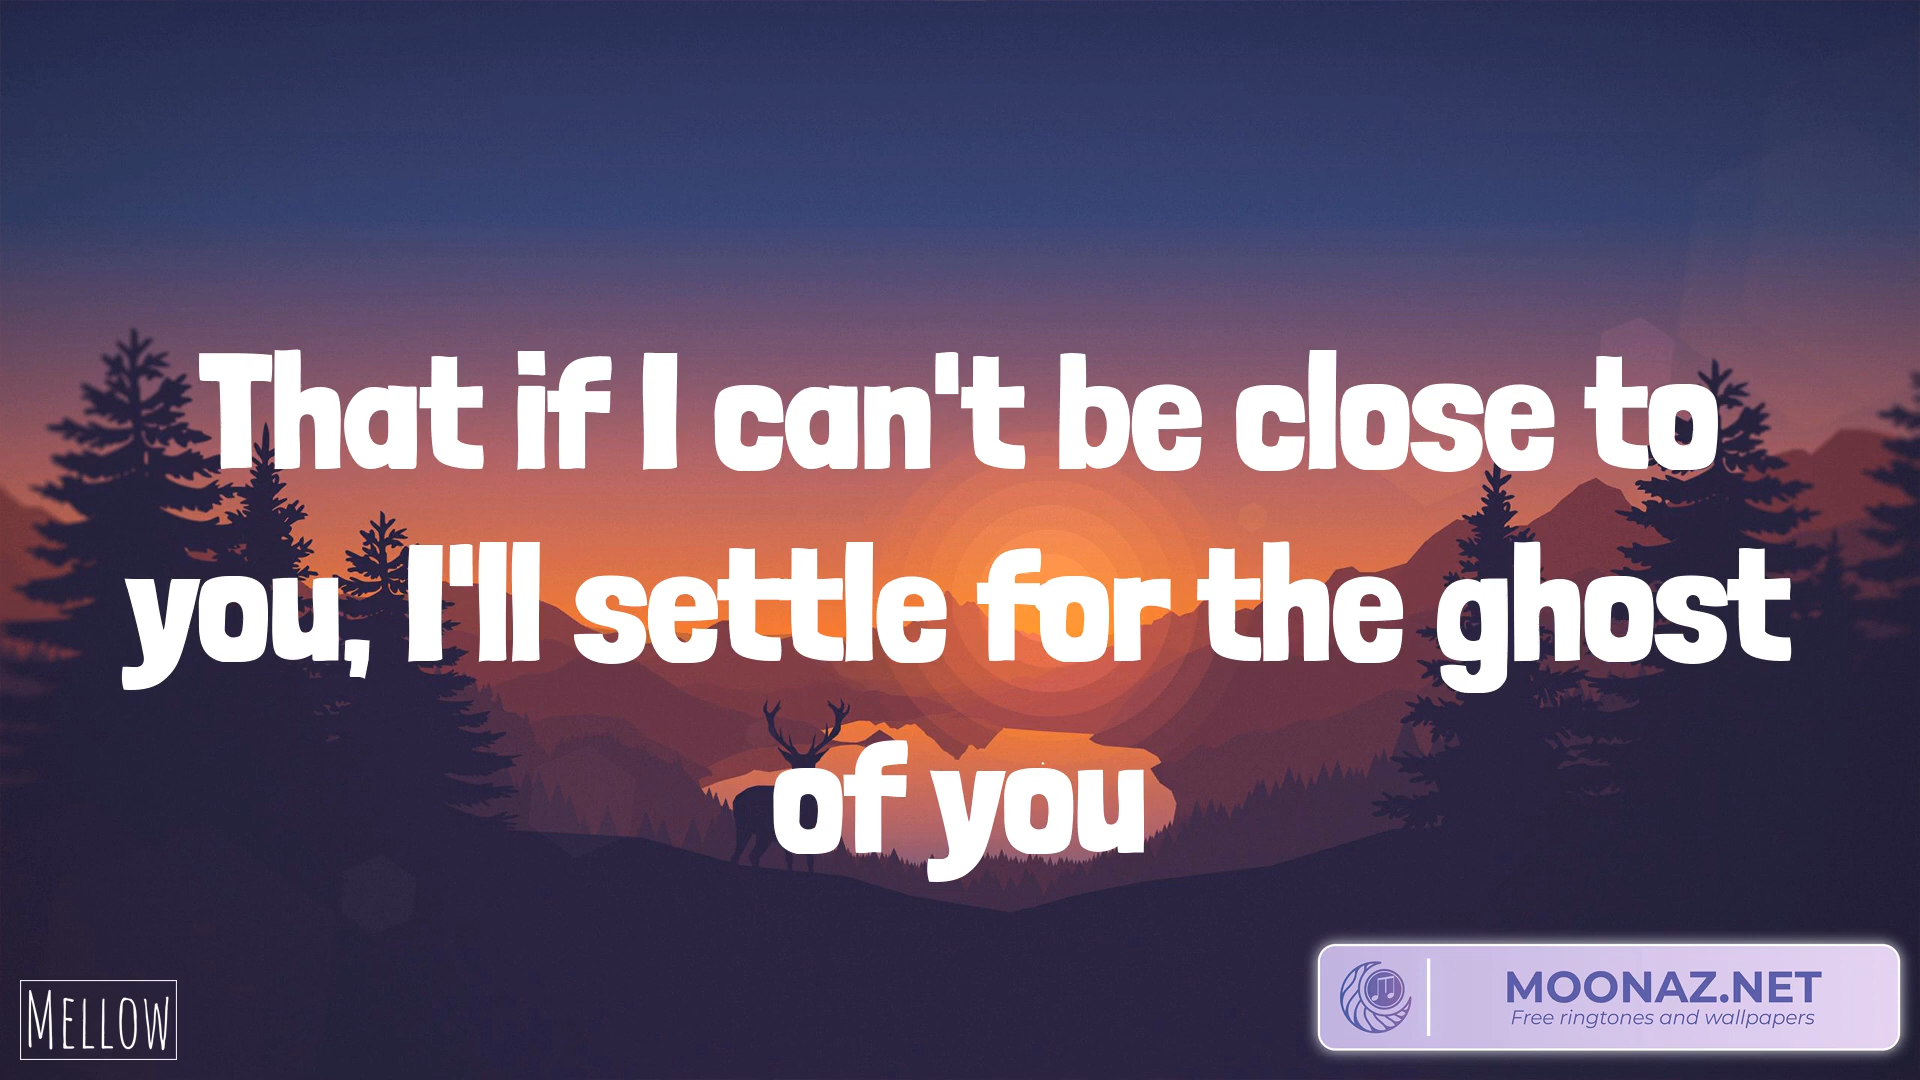 That if I can't be close to
you, I'll settle for the ghost
of you
MELLOW
MOONAZ.NET
Free ringtones and wallpapers